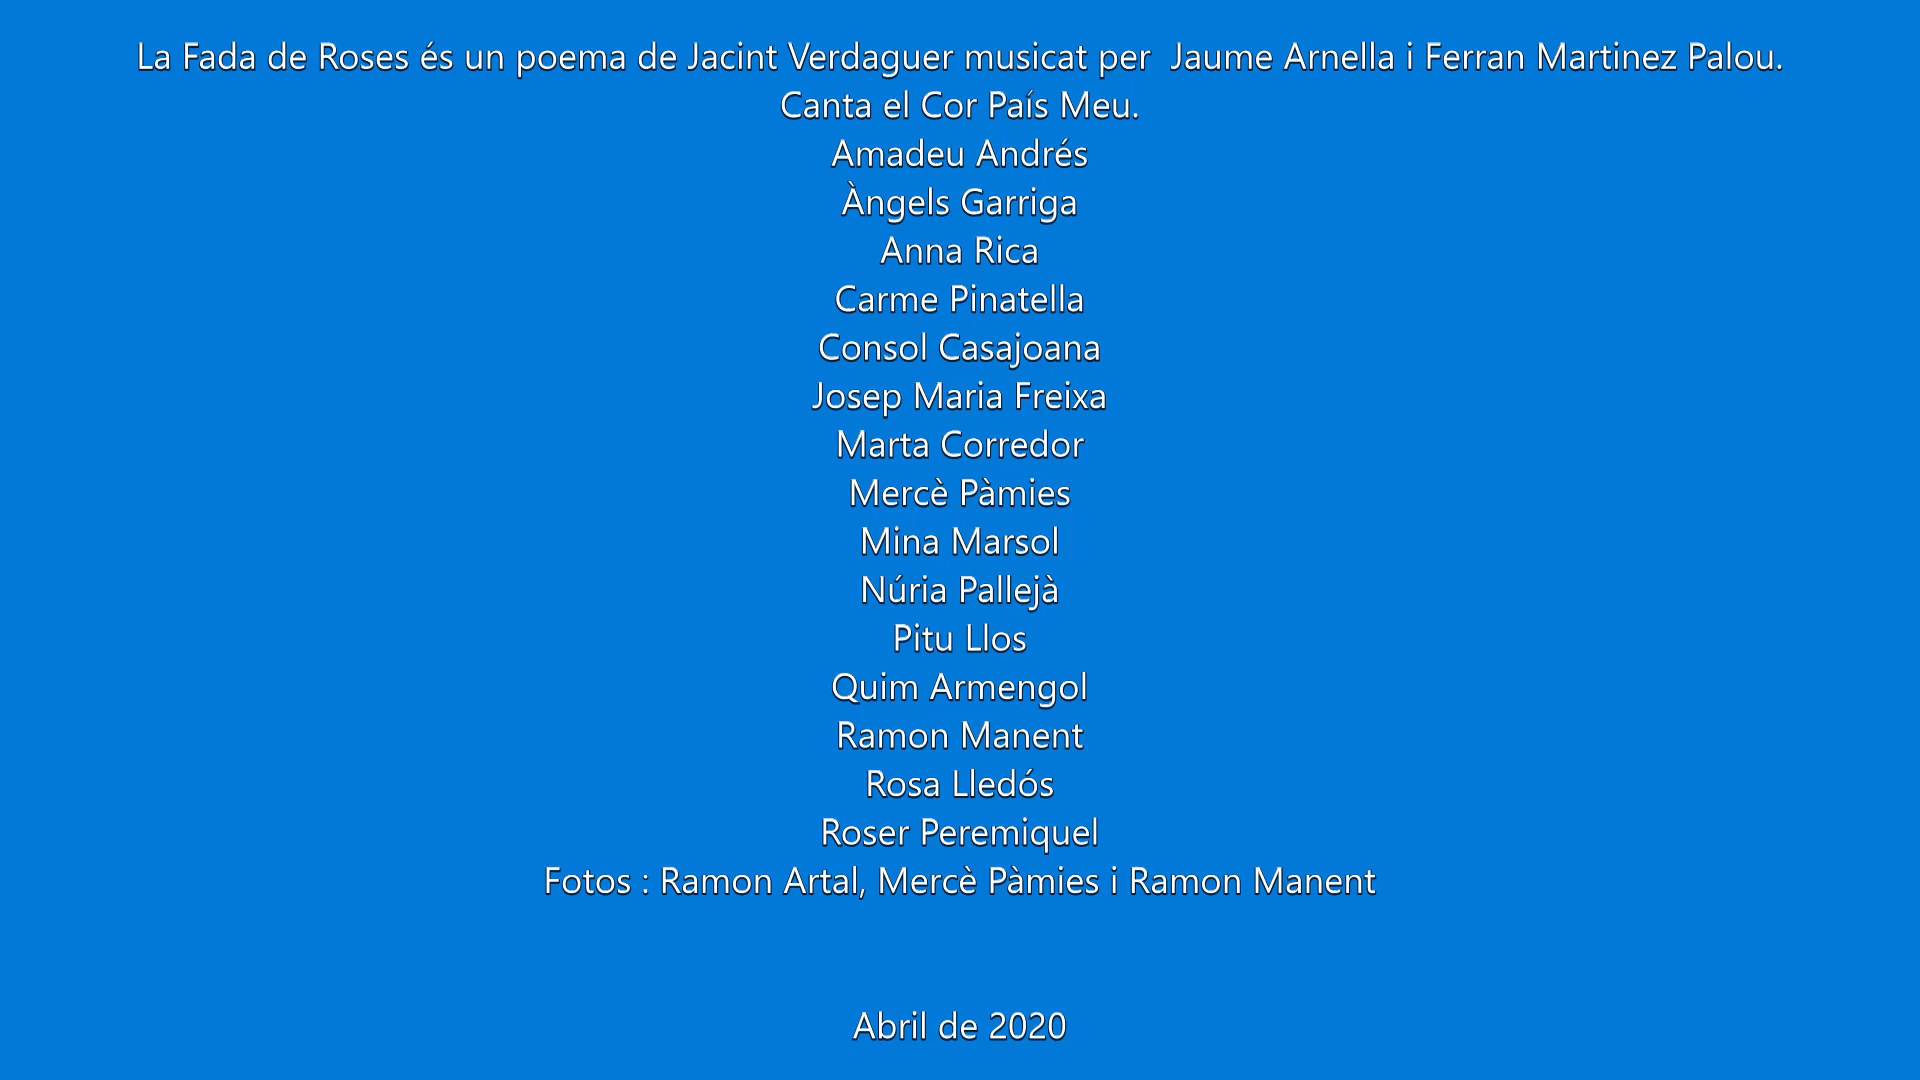 La Fada de Roses és un poema de Jacint Verdaguer musicat per  Jaume Arnella i Ferran Martinez Palou.
Canta el Cor País Meu.
Amadeu Andrés
Àngels Garriga
Anna Rica
Carme Pinatella
Consol Casajoana
Josep Maria Freixa
Marta Corredor
Mercè Pàmies
Mina Marsol
Núria Pallejà
Pitu Llos
Quim Armengol
Ramon Manent
Rosa Lledós
Roser Peremiquel
Fotos : Ramon Artal, Mercè Pàmies i Ramon Manent
Abril de 2020